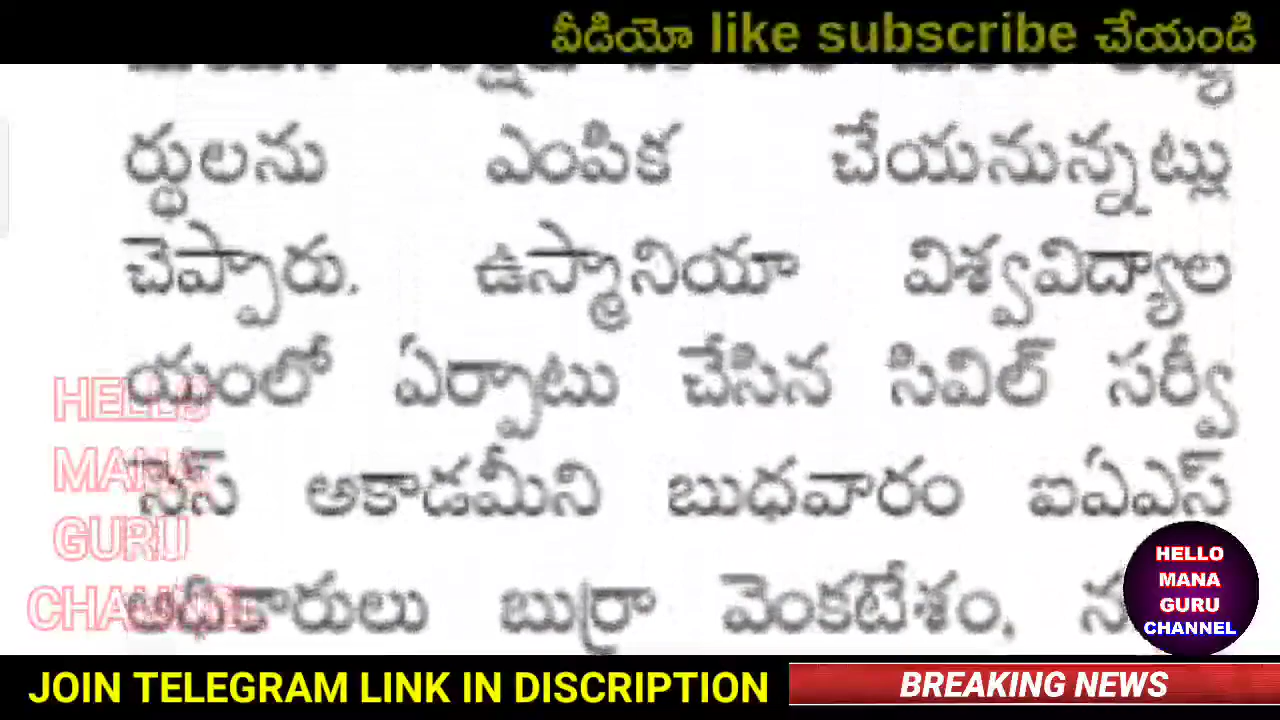 వీడియో like subscribe చేయండి
ర్థులను ఎంపిక చేయనున్నట్లు
చెప్పారు. ఉస్మానియా విశ్వవిద్యాల
యంలో ఏర్పాటు చేసిన సివిల్ సర్వీ
సెస్ అకాడమీని బుధవారం ఐఏఎస్
అధికారులు బుర్రా వెంకటేశం,
HELLO
MANA
GURU
CHANNEL
HELLO
MANA
GURU
CHANNEL
JOIN TELEGRAM LINK IN DISCRIPTION
BREAKING NEWS